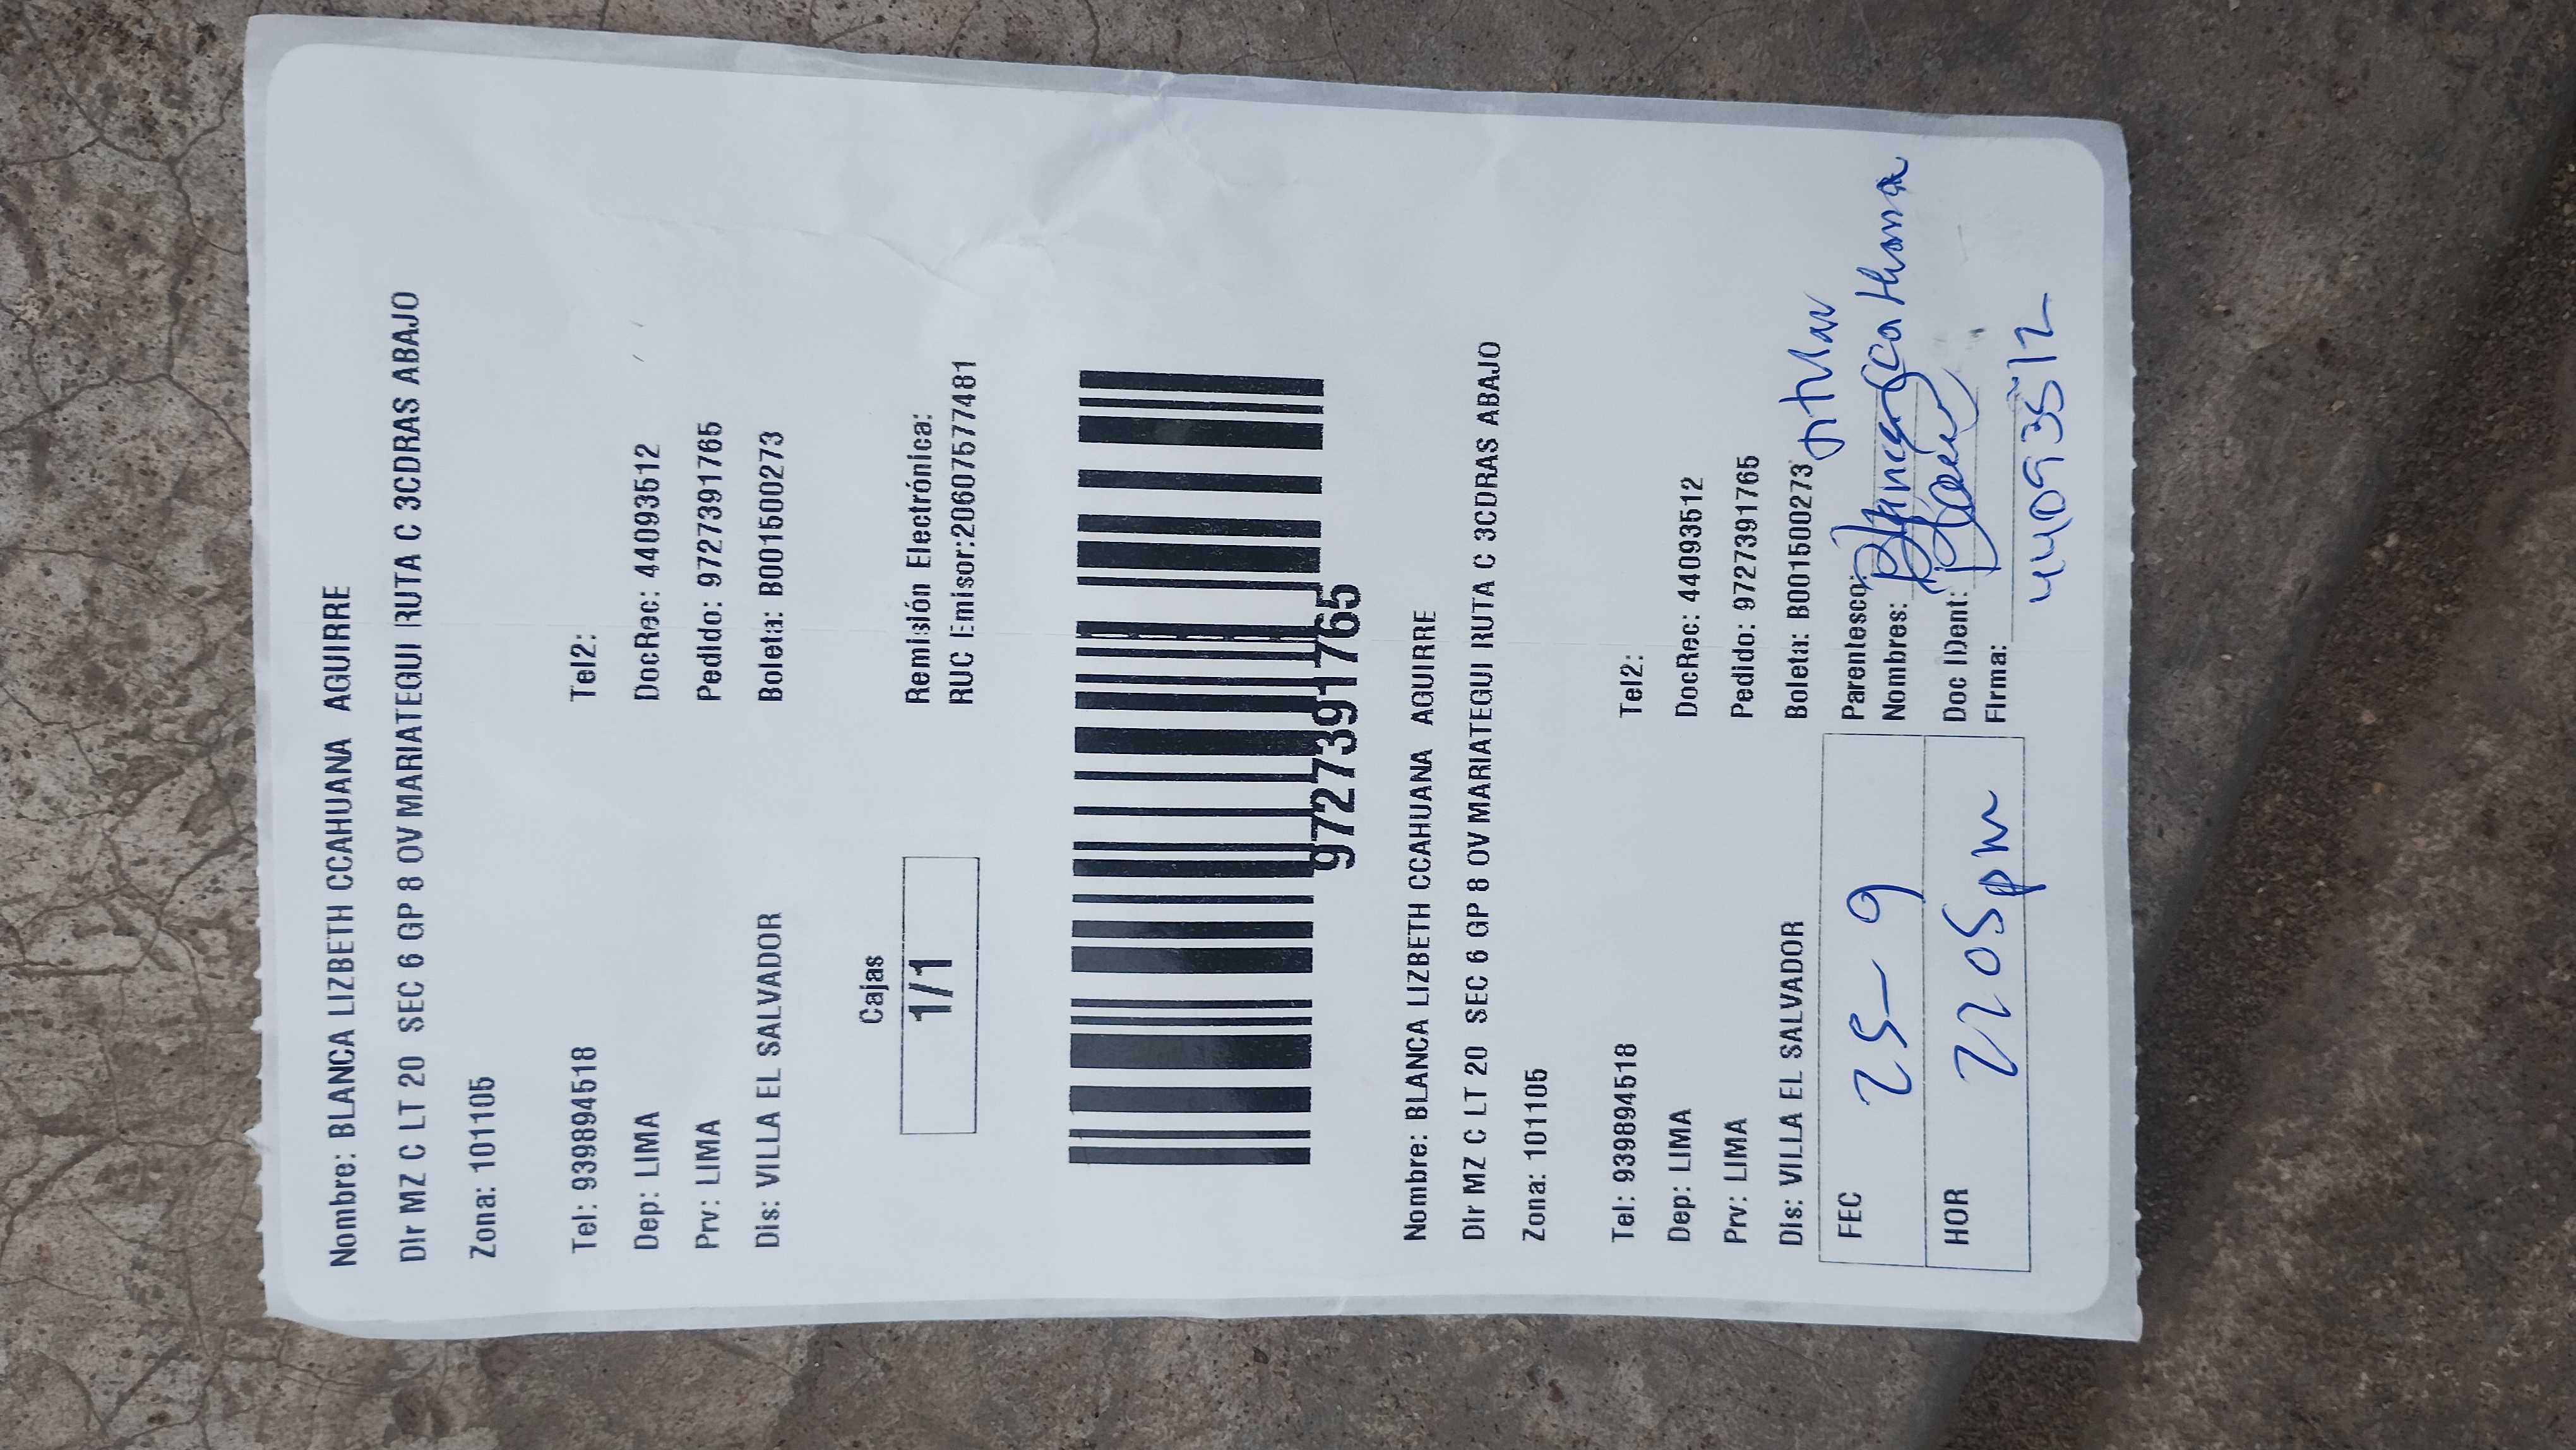 Nombre: BLANCA LIZBETH CCAHUANA AGUIRRE
Dir MZ C LT 20 SEC 6 GP 8 OV MARIATEGUI RUTA C 3CDRAS ABAJO
Zona: 101105
Tel: 939894518 Tel2:
Dep: LIMA DocRec: 44093512
Prv: LIMA Pedido: 9727391765
Dis: VILLA EL SALVADOR Boleta: B001500273
Cajas
1/1
Remisión Electrónica:
RUC Emisor:20607577481
9727391765
Nombre: BLANCA LIZBETH CCAHUANA AGUIRRE
Dir MZ C LT 20 SEC 6 GP 8 OV MARIATEGUI RUTA C 3CDRAS ABAJO
Zona: 101105
Tel: 939894518 Tel2:
Dep: LIMA DocRec: 44093512
Prv: LIMA Pedido: 9727391765
Dis: VILLA EL SALVADOR Boleta: B001500273
FEC 25-9 Parentesco: titular
Nombres: Blanca Ccahuana
HOR Doc IDent:
Firma: 44093512